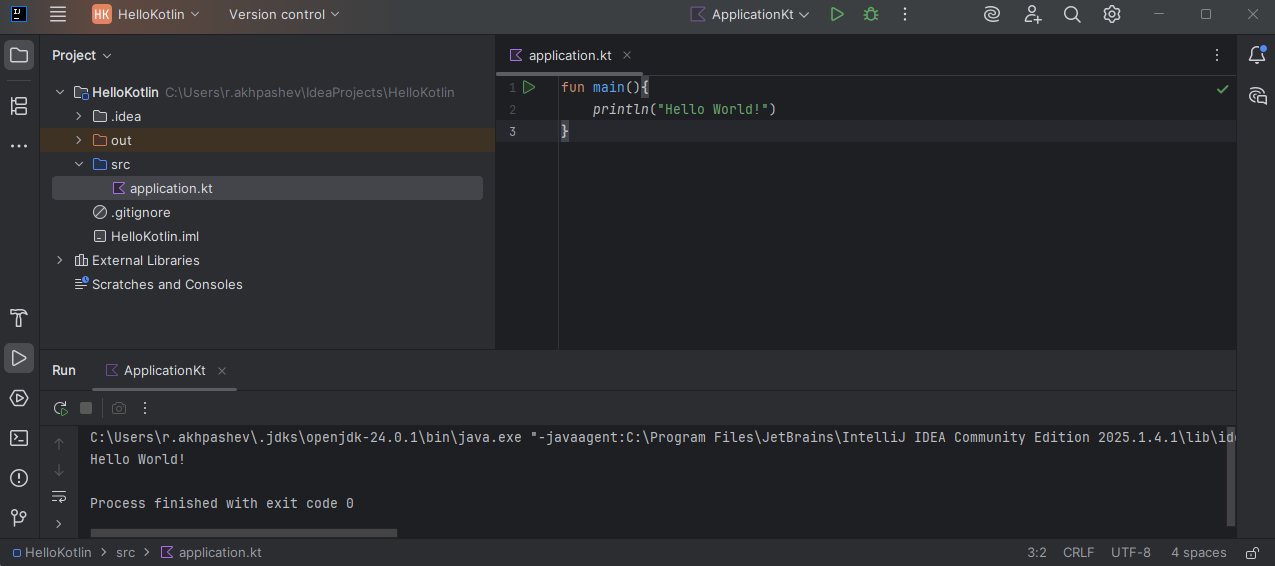 HK HelloKotlin Version control ApplicationKt
Project
application.kt
HelloKotlin C:\Users\r.akhpashev\IdeaProjects\HelloKotlin
.idea
out
src
application.kt
.gitignore
HelloKotlin.iml
External Libraries
Scratches and Consoles
1 fun main(){
2 println("Hello World!")
3 }
Run ApplicationKt
C:\Users\r.akhpashev\.jdks\openjdk-24.0.1\bin\java.exe "-javaagent:C:\Program Files\JetBrains\IntelliJ IDEA Community Edition 2025.1.4.1\lib\ide
Hello World!
Process finished with exit code 0
HelloKotlin src application.kt 3:2 CRLF UTF-8 4 spaces